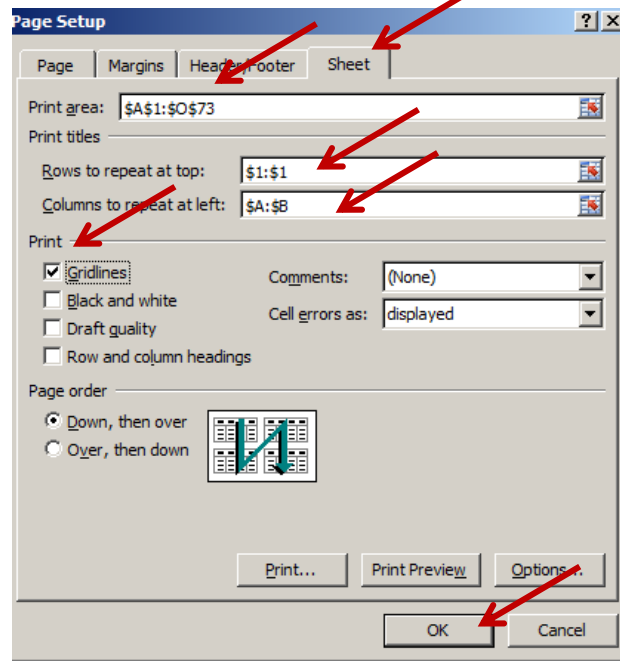 Page Setup ? X
Page Margins Header/Footer Sheet
Print area: $A$1:$O$73
Print titles
Rows to repeat at top: $1:$1
Columns to repeat at left: $A:$B
Print
Gridlines Comments: (None)
Black and white Cell errors as: displayed
Draft quality
Row and column headings
Page order
Down, then over
Over, then down
Print... Print Preview Options...
OK Cancel